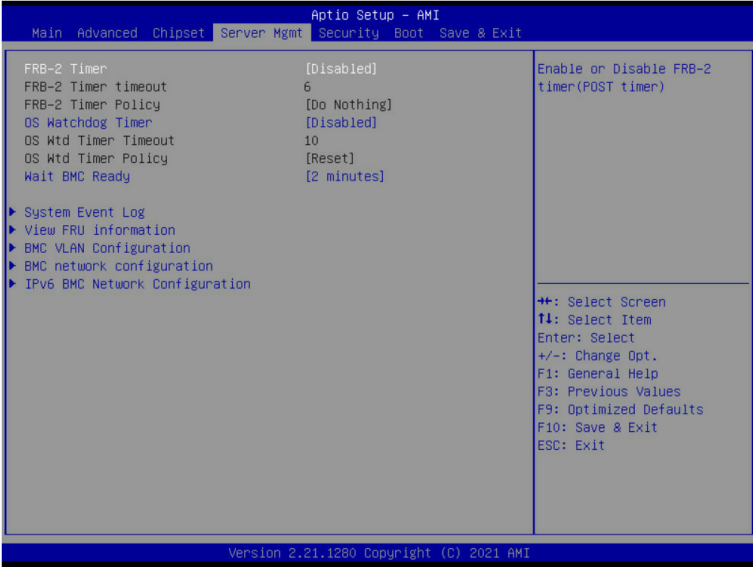 Aptio Setup – AMI
Main Advanced Chipset Server Mgmt Security Boot Save & Exit
FRB-2 Timer [Disabled]
FRB-2 Timer timeout 6
FRB-2 Timer Policy [Do Nothing]
OS Watchdog Timer [Disabled]
OS Wtd Timer Timeout 10
OS Wtd Timer Policy [Reset]
Wait BMC Ready [2 minutes]
System Event Log
View FRU information
BMC VLAN Configuration
BMC network configuration
IPv6 BMC Network Configuration
Enable or Disable FRB-2
timer(POST timer)
→←: Select Screen
↑↓: Select Item
Enter: Select
+/-: Change Opt.
F1: General Help
F3: Previous Values
F9: Optimized Defaults
F10: Save & Exit
ESC: Exit
Version 2.21.1280 Copyright (C) 2021 AMI